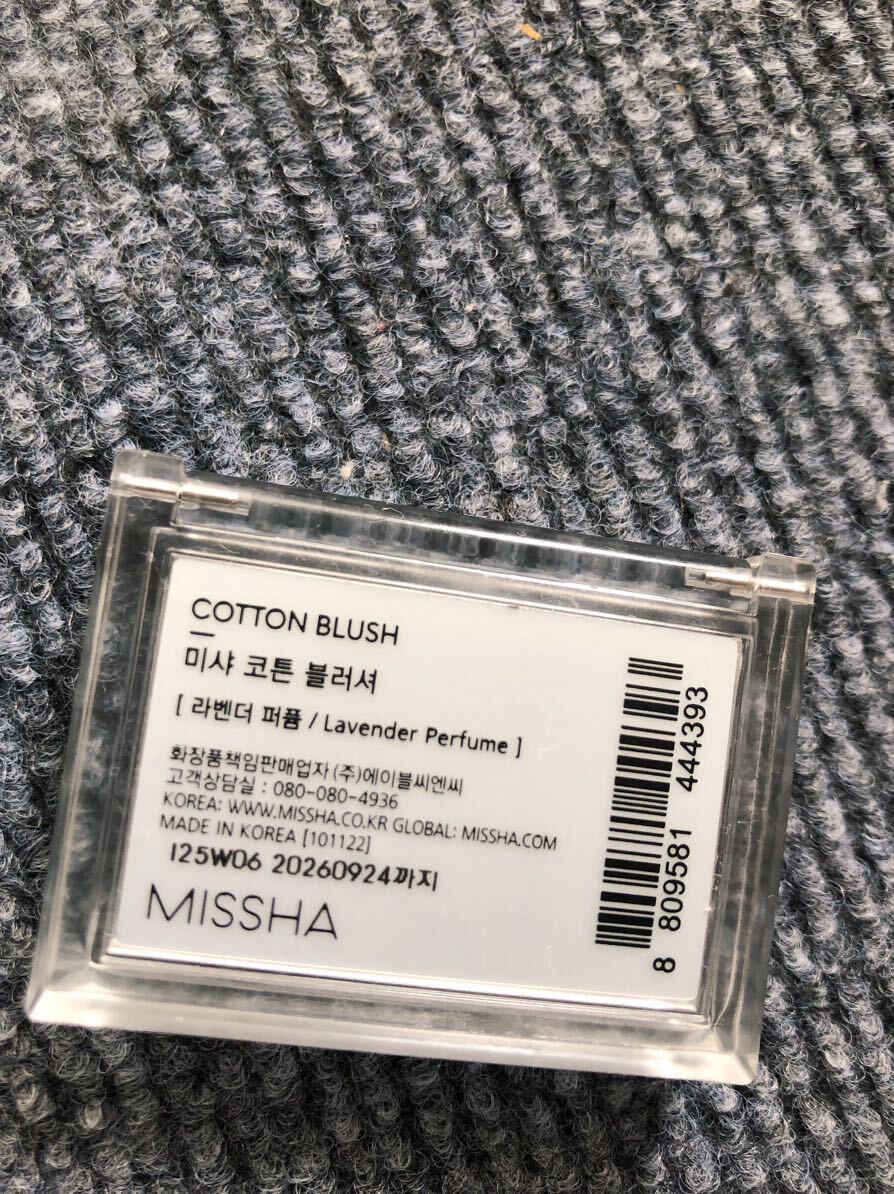 COTTON BLUSH
미샤 코튼 블러셔
[ 라벤더 퍼퓸 / Lavender Perfume ]
화장품책임판매업자 (주)에이블씨엔씨
고객상담실 : 080-080-4936
KOREA: WWW.MISSHA.CO.KR GLOBAL: MISSHA.COM
MADE IN KOREA [101122]
I25W06 20260924까지
MISSHA
8 809581 444393